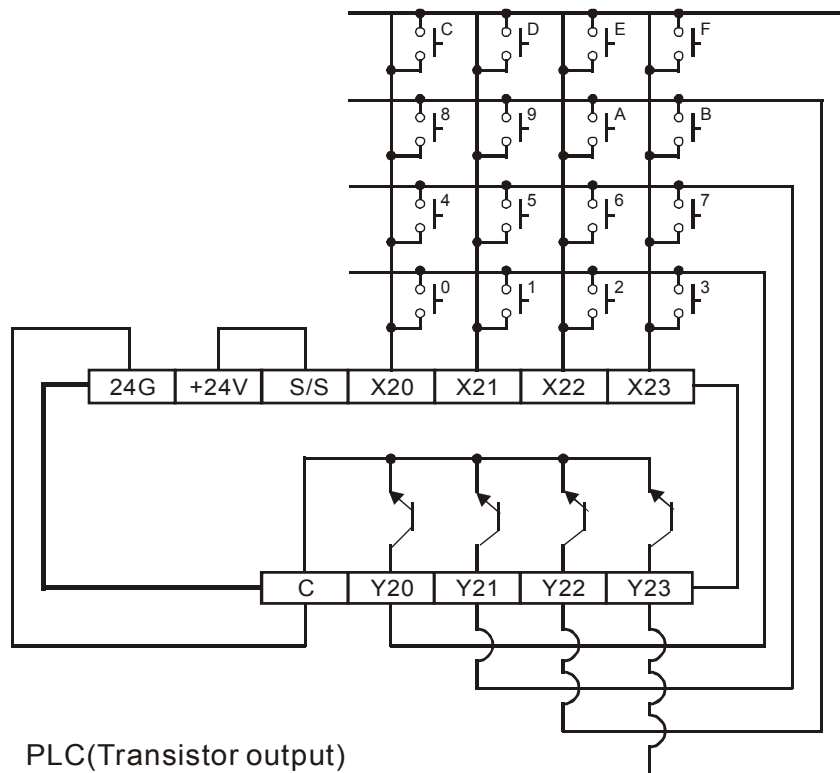 C D E F
8 9 A B
4 5 6 7
0 1 2 3
24G +24V S/S X20 X21 X22 X23
C Y20 Y21 Y22 Y23
PLC(Transistor output)